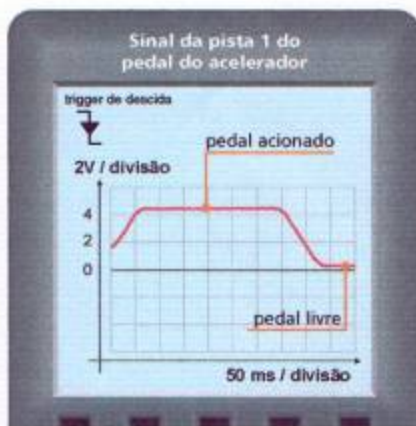 Sinal da pista 1 do
pedal do acelerador
trigger de descida
pedal acionado
2V / divisão
4
2
0
pedal livre
50 ms / divisão